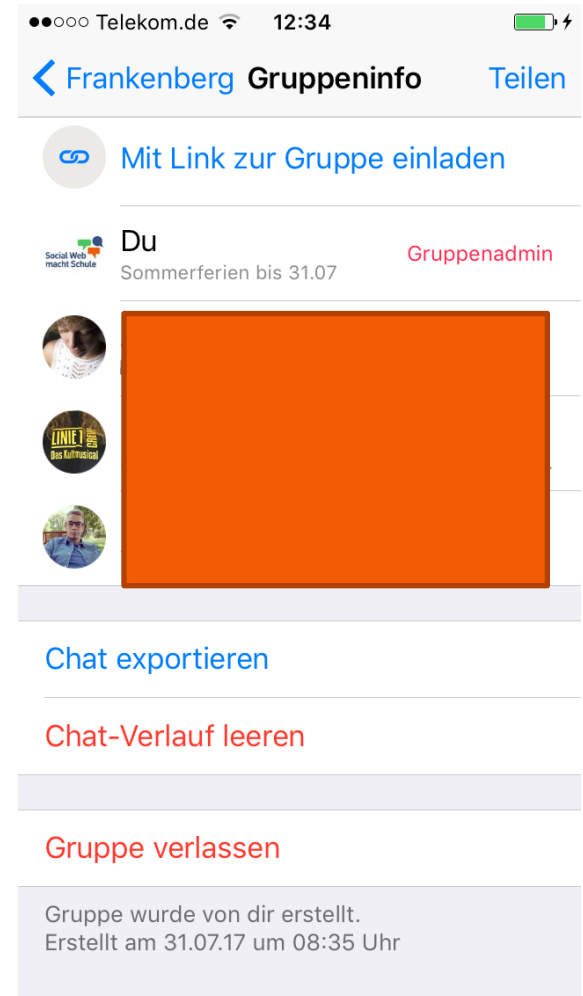 Telekom.de 12:34
Frankenberg Gruppeninfo Teilen
Mit Link zur Gruppe einladen
Social Web
macht Schule
Du
Gruppenadmin
Sommerferien bis 31.07
LINIE 1
CREW
Das Kultmusical
Chat exportieren
Chat-Verlauf leeren
Gruppe verlassen
Gruppe wurde von dir erstellt.
Erstellt am 31.07.17 um 08:35 Uhr